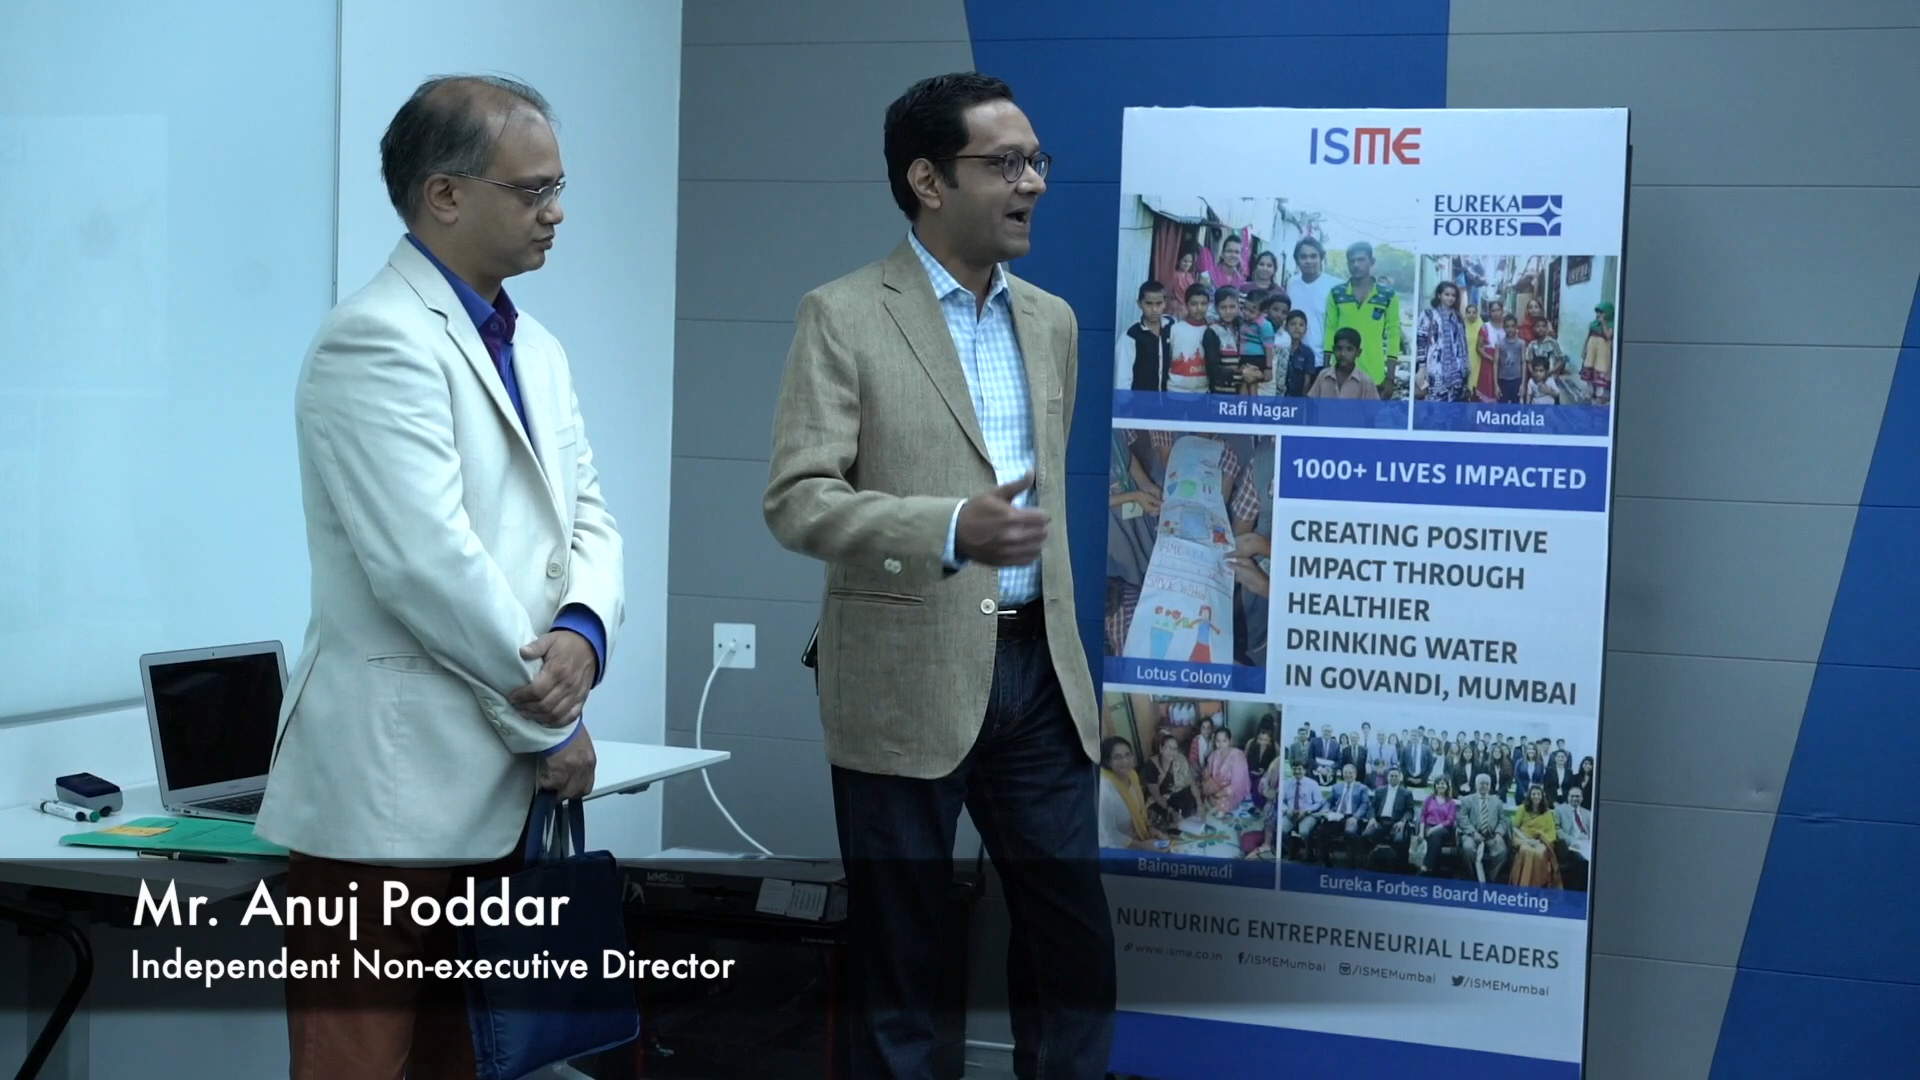 ISME
EUREKA
FORBES
Rafi Nagar
Mandala
1000+ LIVES IMPACTED
CREATING POSITIVE
IMPACT THROUGH
HEALTHIER
DRINKING WATER
IN GOVANDI, MUMBAI
Lotus Colony
Bainganwadi
Eureka Forbes Board Meeting
NURTURING ENTREPRENEURIAL LEADERS
www.isme.co.in /ISMEMumbai /ISMEMumbai /ISMEMumbai
Mr. Anuj Poddar
Independent Non-executive Director